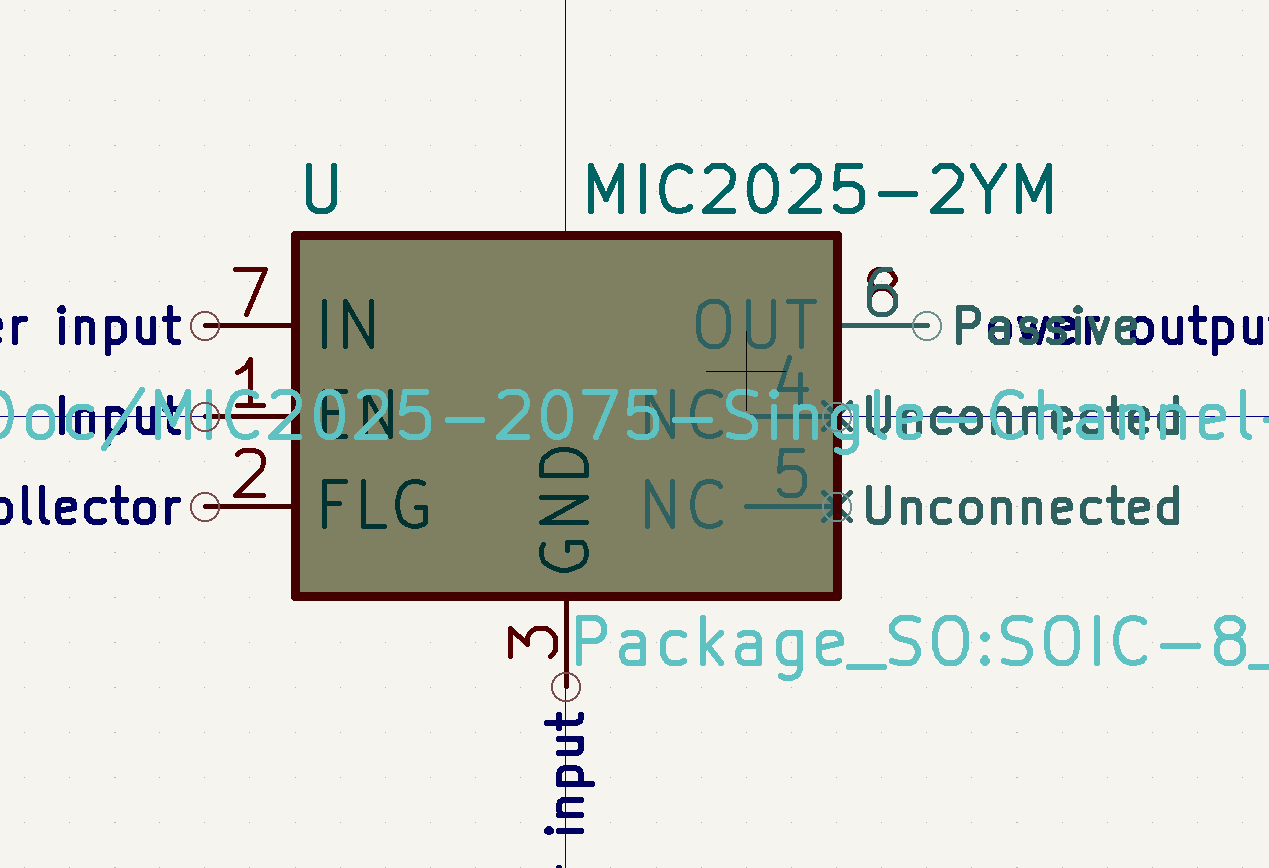 U MIC2025-2YM
7 6 8
er input IN OUT Passive Power output
1 4
Input EN NC Unconnected
Doc/MIC2025-2075-Single-Channel-
2 5
ollector FLG NC Unconnected
GND
3
Package_SO:SOIC-8_
input